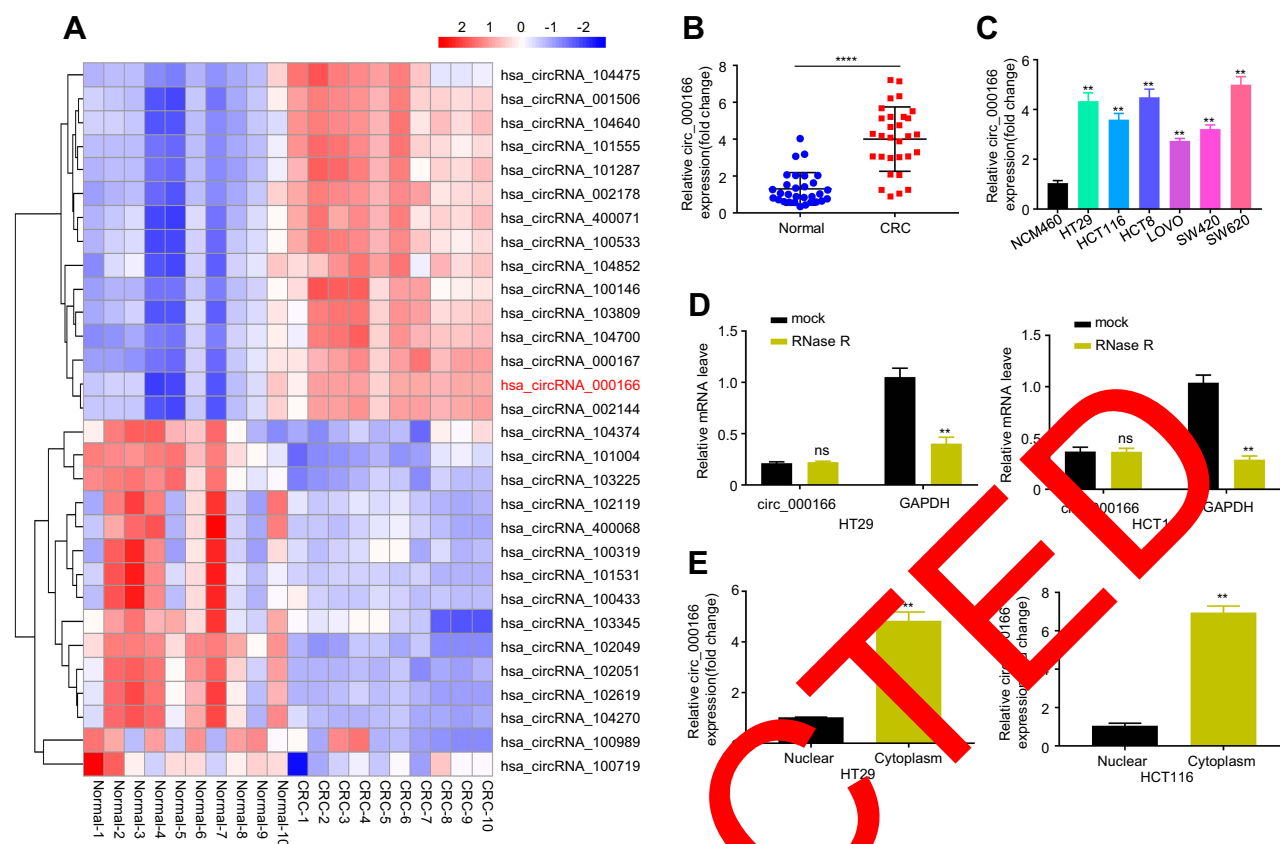 A
2 1 0 -1 -2
hsa_circRNA_104475
hsa_circRNA_001506
hsa_circRNA_104640
hsa_circRNA_101555
hsa_circRNA_101287
hsa_circRNA_002178
hsa_circRNA_400071
hsa_circRNA_100533
hsa_circRNA_104852
hsa_circRNA_100146
hsa_circRNA_103809
hsa_circRNA_104700
hsa_circRNA_000167
hsa_circRNA_000166
hsa_circRNA_002144
hsa_circRNA_104374
hsa_circRNA_101004
hsa_circRNA_103225
hsa_circRNA_102119
hsa_circRNA_400068
hsa_circRNA_100319
hsa_circRNA_101531
hsa_circRNA_100433
hsa_circRNA_103345
hsa_circRNA_102049
hsa_circRNA_102051
hsa_circRNA_102619
hsa_circRNA_104270
hsa_circRNA_100989
hsa_circRNA_100719
Normal-1
Normal-2
Normal-3
Normal-4
Normal-5
Normal-6
Normal-7
Normal-8
Normal-9
Normal-10
CRC-1
CRC-2
CRC-3
CRC-4
CRC-5
CRC-6
CRC-7
CRC-8
CRC-9
CRC-10
B
Relative circ_000166
expression(fold change)
8
6
4
2
0
****
Normal CRC
C
Relative circ_000166
expression(fold change)
6
4
2
0
** ** ** ** ** **
NCM460
HT29
HCT116
HCT8
LOVO
SW420
SW620
D
Relative mRNA leave
1.5
1.0
0.5
0
mock
RNase R
ns
**
circ_000166 GAPDH
HT29
Relative mRNA leave
1.5
1.0
0.5
0
mock
RNase R
ns
**
GAPDH
E
Relative circ_000166
expression(fold change)
6
4
2
**
Nuclear Cytoplasm
HT29
8
6
4
2
0
**
Nuclear Cytoplasm
HCT116
CTED